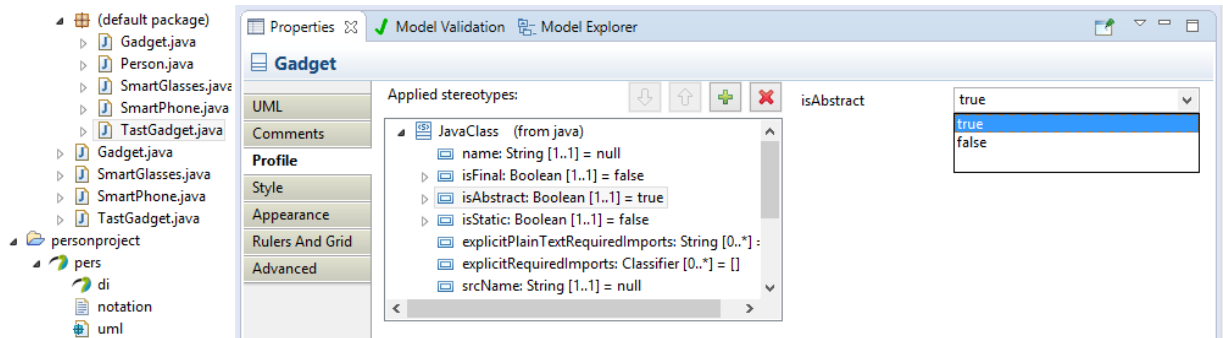 (default package)
Gadget.java
Person.java
SmartGlasses.java
SmartPhone.java
TastGadget.java
Gadget.java
SmartGlasses.java
SmartPhone.java
TastGadget.java
personproject
pers
di
notation
uml
Properties Model Validation Model Explorer
Gadget
UML
Comments
Profile
Style
Appearance
Rulers And Grid
Advanced
Applied stereotypes:
JavaClass (from java)
name: String [1..1] = null
isFinal: Boolean [1..1] = false
isAbstract: Boolean [1..1] = true
isStatic: Boolean [1..1] = false
explicitPlainTextRequiredImports: String [0..*] :
explicitRequiredImports: Classifier [0..*] = []
srcName: String [1..1] = null
isAbstract true
true
false